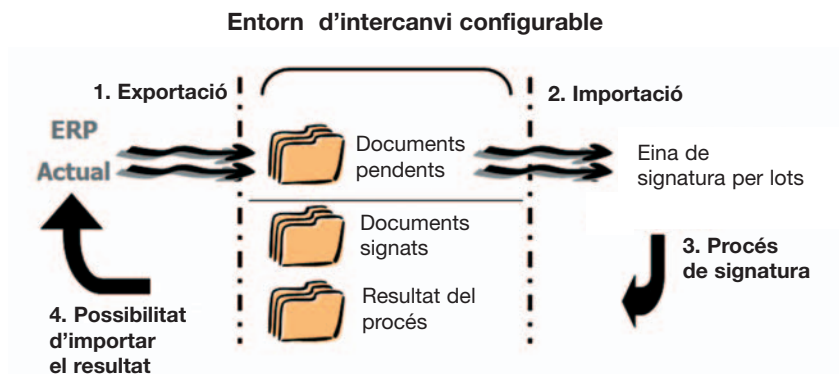 Entorn d'intercanvi configurable
1. Exportació
2. Importació
ERP
Actual
Documents
pendents
Eina de
signatura per lots
Documents
signats
3. Procés
de signatura
Resultat del
procés
4. Possibilitat
d'importar
el resultat